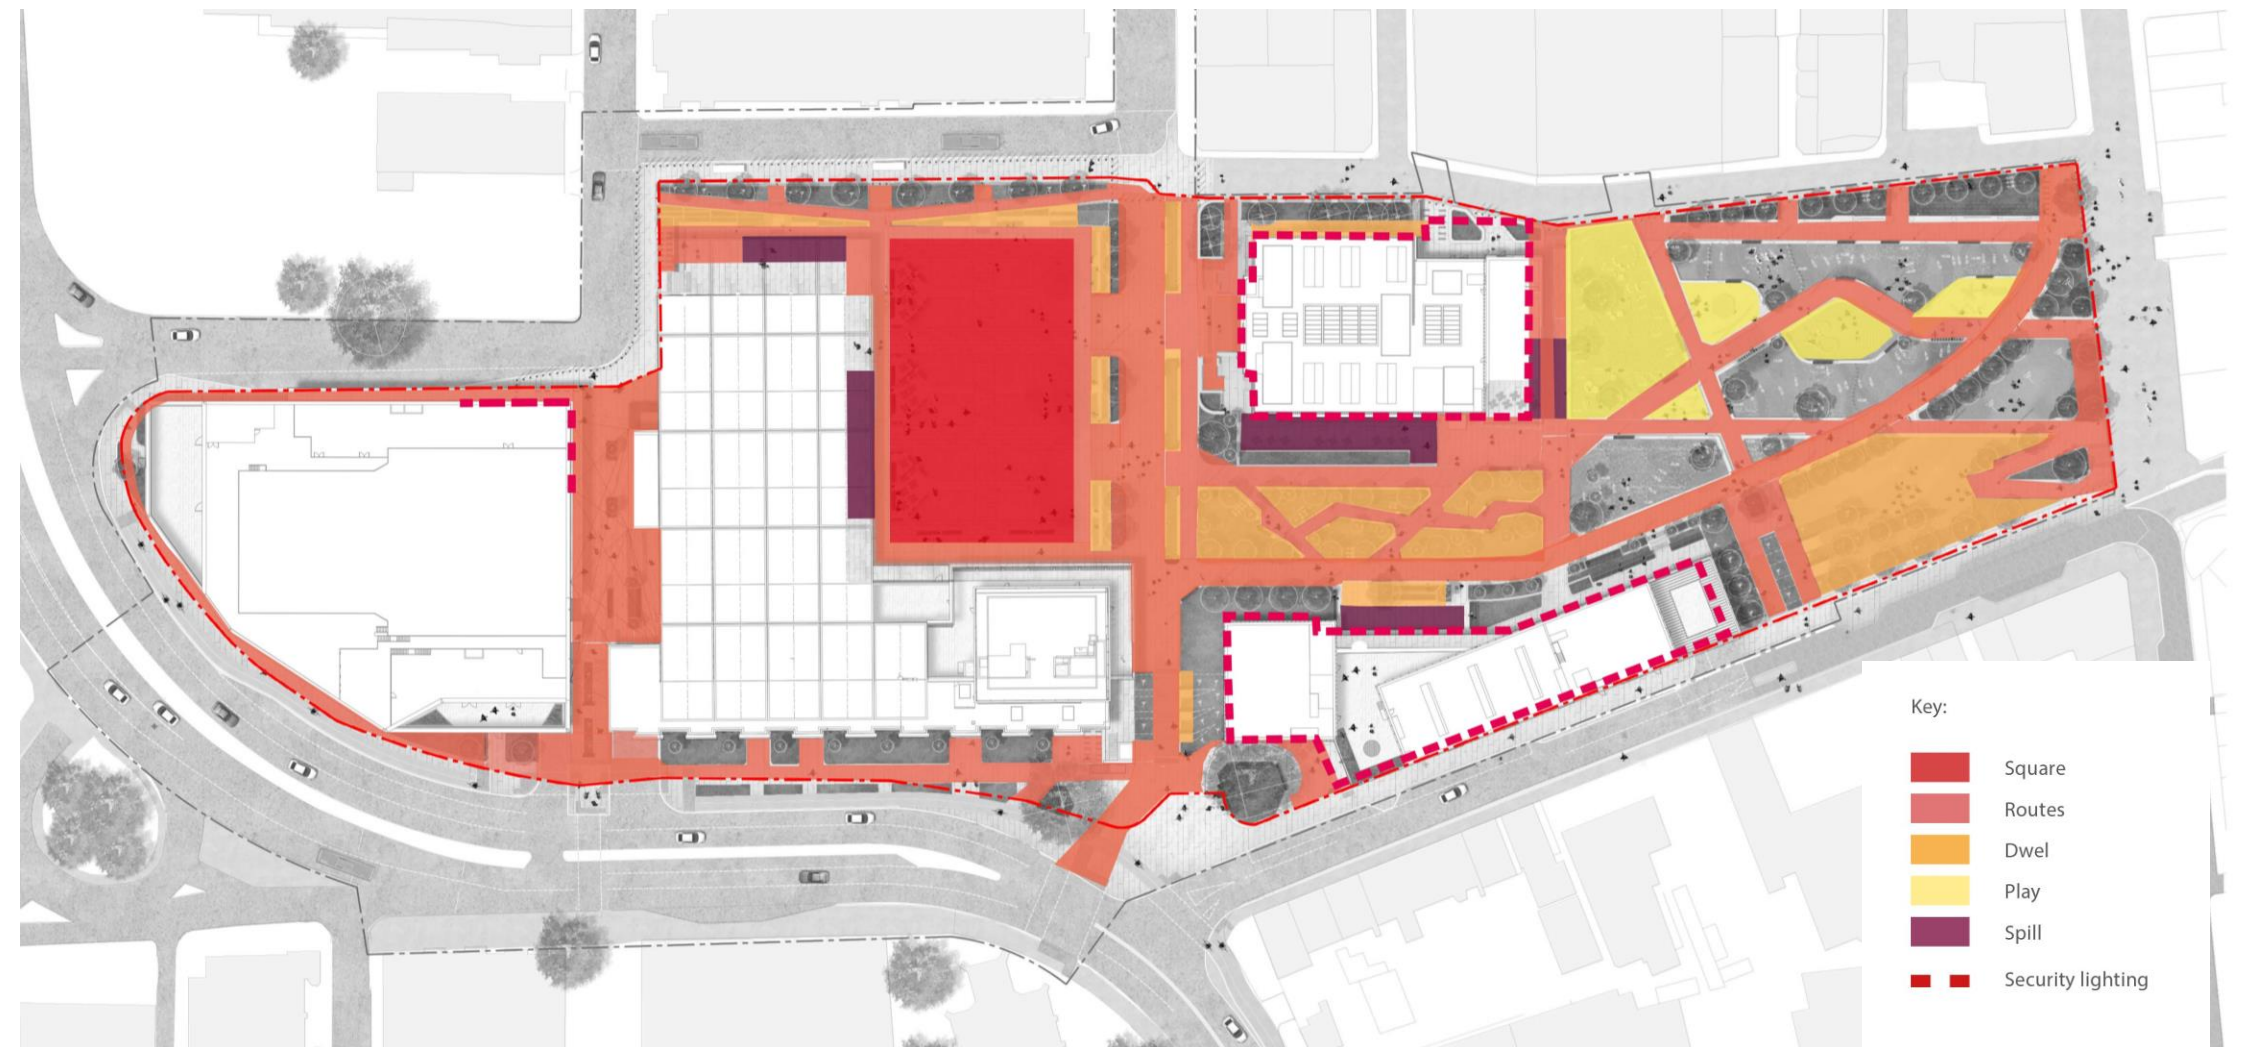 Key:
Square
Routes
Dwel
Play
Spill
Security lighting